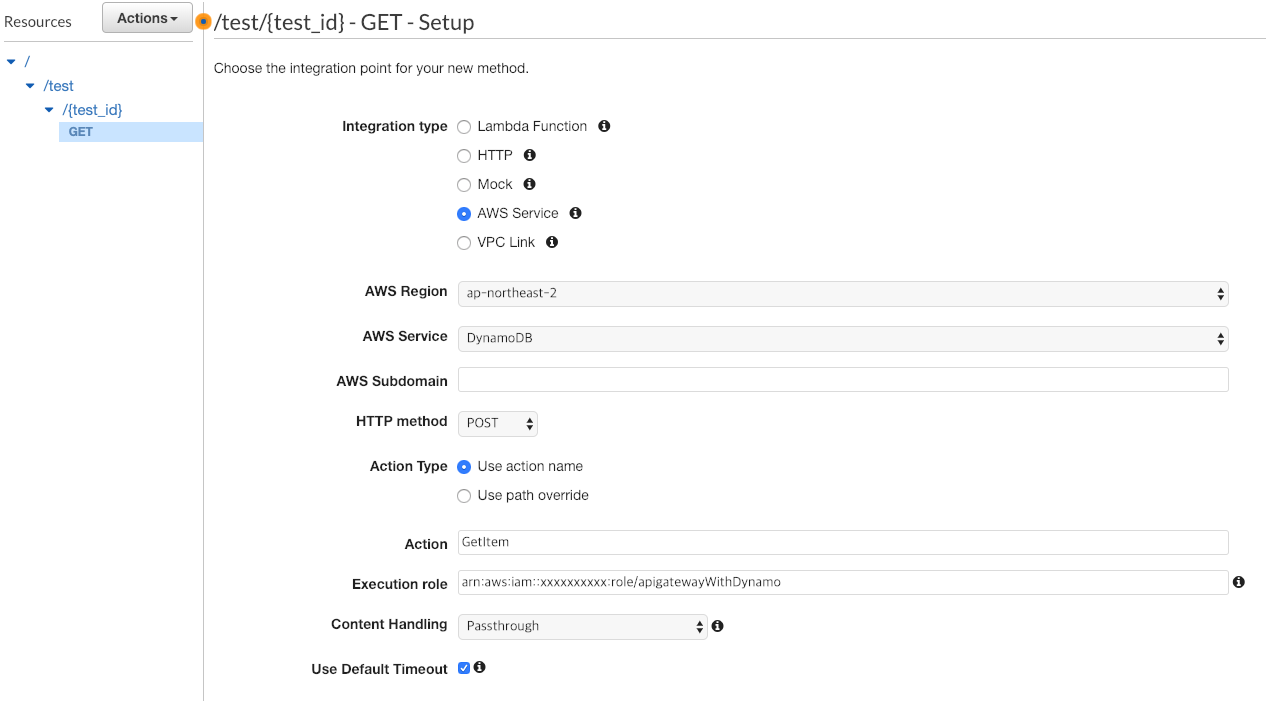 Resources
Actions
/test/{test_id} - GET - Setup
/
/test
/{test_id}
GET
Choose the integration point for your new method.
Integration type
Lambda Function
HTTP
Mock
AWS Service
VPC Link
AWS Region ap-northeast-2
AWS Service DynamoDB
AWS Subdomain
HTTP method POST
Action Type Use action name
Use path override
Action GetItem
Execution role arn:aws:iam::xxxxxxxxxx:role/apigatewayWithDynamo
Content Handling Passthrough
Use Default Timeout